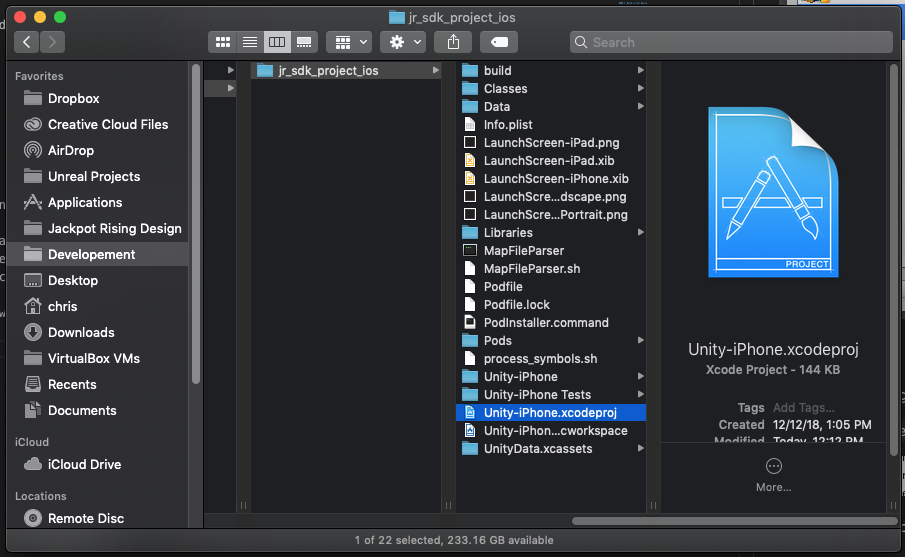 jr_sdk_project_ios
Search
Favorites
Dropbox
Creative Cloud Files
AirDrop
Unreal Projects
Applications
Jackpot Rising Design
Developement
Desktop
chris
Downloads
VirtualBox VMs
Recents
Documents
iCloud
iCloud Drive
Locations
Remote Disc
jr_sdk_project_ios
build
Classes
Data
Info.plist
LaunchScreen-iPad.png
LaunchScreen-iPad.xib
LaunchScreen-iPhone.xib
LaunchScre...dscape.png
LaunchScre...Portrait.png
Libraries
MapFileParser
MapFileParser.sh
Podfile
Podfile.lock
PodInstaller.command
Pods
process_symbols.sh
Unity-iPhone
Unity-iPhone Tests
Unity-iPhone.xcodeproj
Unity-iPhon...cworkspace
UnityData.xcassets
PROJECT
Unity-iPhone.xcodeproj
Xcode Project - 144 KB
Tags Add Tags...
Created 12/12/18, 1:05 PM
Modified Today, 12:12 PM
More...
1 of 22 selected, 233.16 GB available